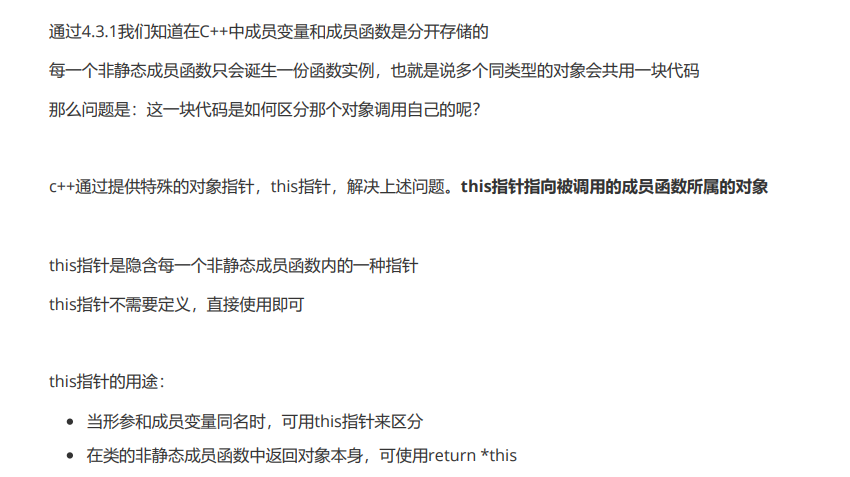 通过4.3.1我们知道在C++中成员变量和成员函数是分开存储的
每一个非静态成员函数只会诞生一份函数实例，也就是说多个同类型的对象会共用一块代码
那么问题是：这一块代码是如何区分那个对象调用自己的呢？
c++通过提供特殊的对象指针，this指针，解决上述问题。this指针指向被调用的成员函数所属的对象
this指针是隐含每一个非静态成员函数内的一种指针
this指针不需要定义，直接使用即可
this指针的用途：
• 当形参和成员变量同名时，可用this指针来区分
• 在类的非静态成员函数中返回对象本身，可使用return *this